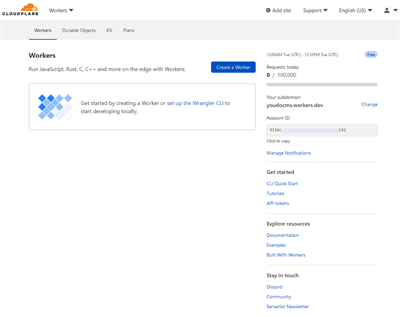 CLOUDFLARE
Workers
Add site
Support
English (US)
Workers
Durable Objects
KV
Plans
Workers
Run JavaScript, Rust, C, C++ and more on the edge with Workers.
Create a Worker
Get started by creating a Worker or set up the Wrangler CLI to
start developing locally.
12:00AM Tue (UTC) - 12:52PM Tue (UTC)
Free
Requests today
0 / 100,000
Your subdomain
youdocms.workers.dev
Change
Account ID
Click to copy
Manage Notifications
Get started
CLI Quick Start
Tutorials
API tokens
Explore resources
Documentation
Examples
Built With Workers
Stay in touch
Discord
Community
Serverlist Newsletter